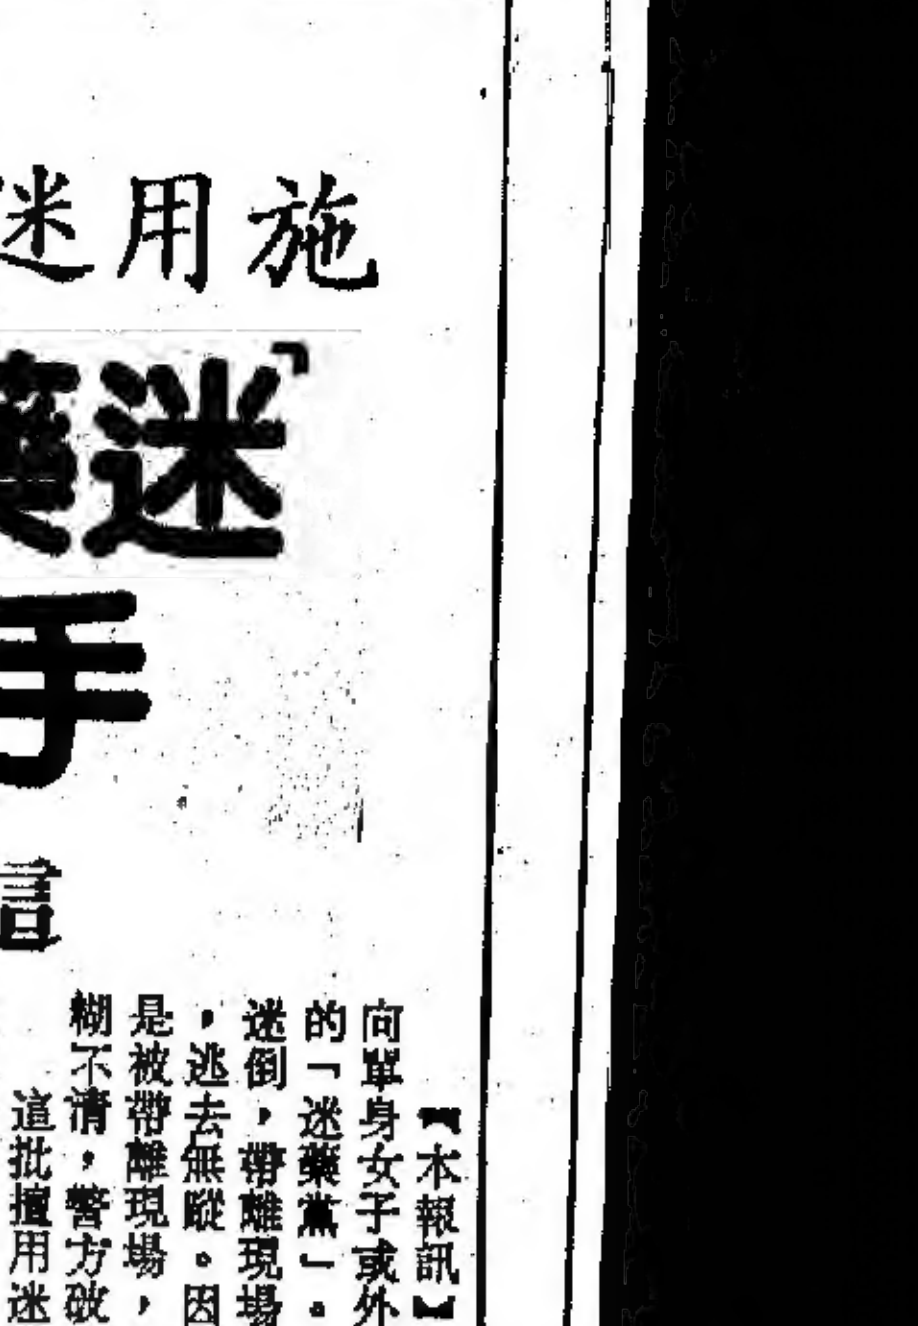 施用迷
「迷藥
手
信
【本報訊】
向單身女子或外
的「迷藥黨」。
迷倒，帶離現場
，逃去無蹤。因
是被帶離現場，
糊不清，警方破
這批擅用迷